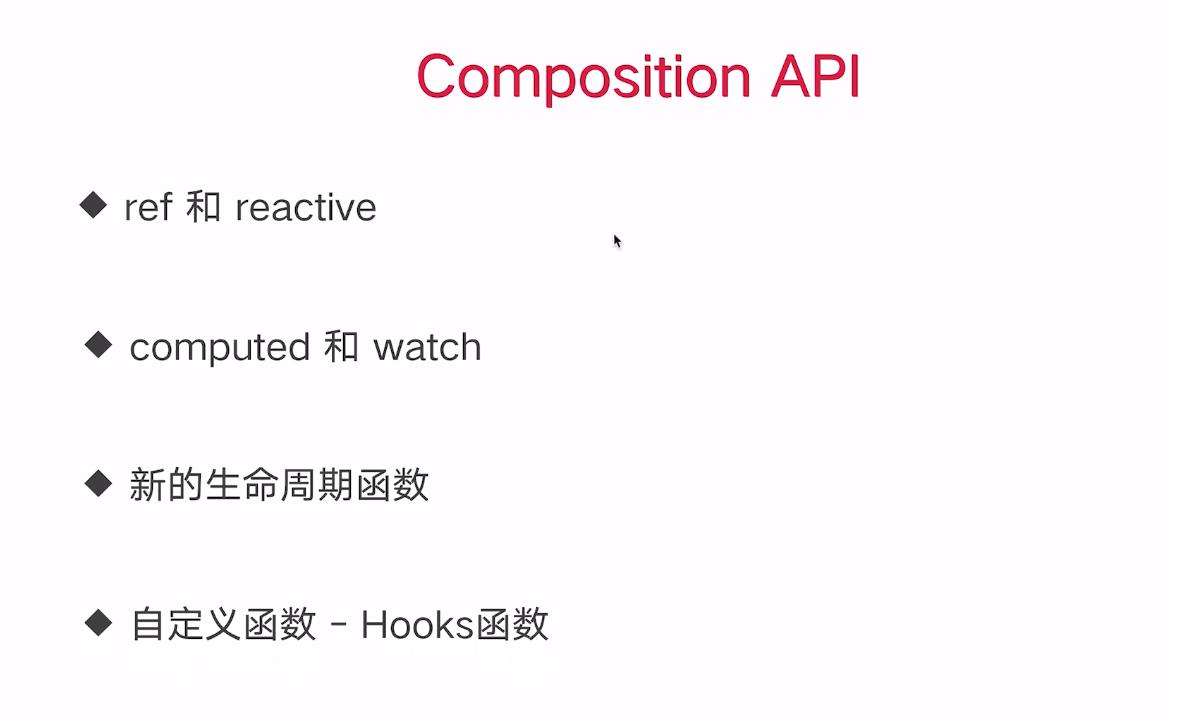 Composition API
◆ ref 和 reactive
◆ computed 和 watch
◆ 新的生命周期函数
◆ 自定义函数 - Hooks函数